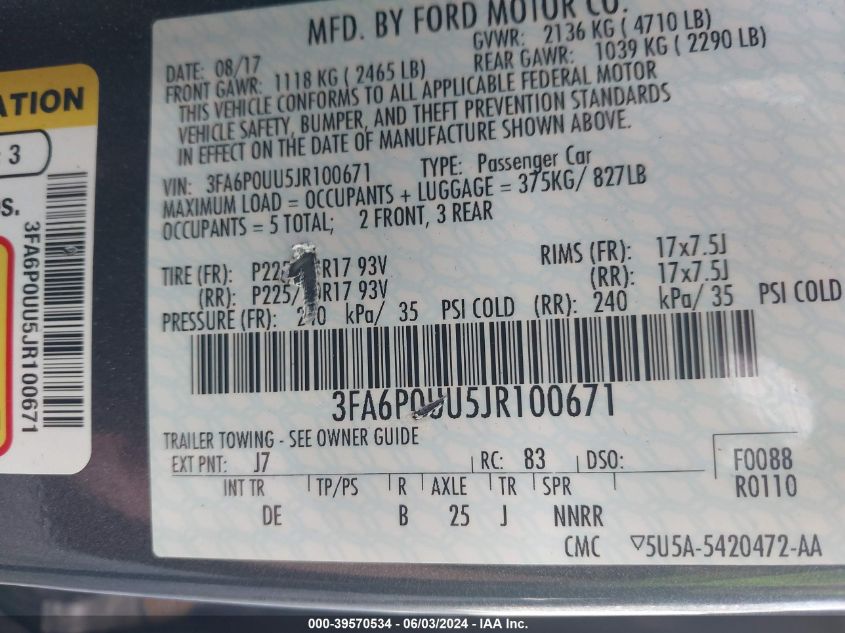 MFD. BY FORD MOTOR CO.
DATE: 08/17 GVWR: 2136 KG ( 4710 LB)
FRONT GAWR: 1118 KG ( 2465 LB) REAR GAWR: 1039 KG ( 2290 LB)
THIS VEHICLE CONFORMS TO ALL APPLICABLE FEDERAL MOTOR
VEHICLE SAFETY, BUMPER, AND THEFT PREVENTION STANDARDS
IN EFFECT ON THE DATE OF MANUFACTURE SHOWN ABOVE.
VIN: 3FA6P0UU5JR100671 TYPE: Passenger Car
MAXIMUM LOAD = OCCUPANTS + LUGGAGE = 375KG/ 827LB
OCCUPANTS = 5 TOTAL; 2 FRONT, 3 REAR
TIRE (FR): R17 93V RIMS (FR): 17x7.5J
(RR): P225/ R17 93V (RR): 17x7.5J
PRESSURE (FR): kPa/ 35 PSI COLD (RR): 240 kPa/ 35 PSI COLD
3FA6P0UU5JR100671
TRAILER TOWING - SEE OWNER GUIDE
EXT PNT: J7 RC: 83 DSO: F0088
INT TR TP/PS R AXLE TR SPR R0110
DE B 25 J NNRR
CMC ▽5U5A-5420472-AA
3
3FA6P0UU5JR100671
000-39570534 - 06/03/2024 - IAA Inc.